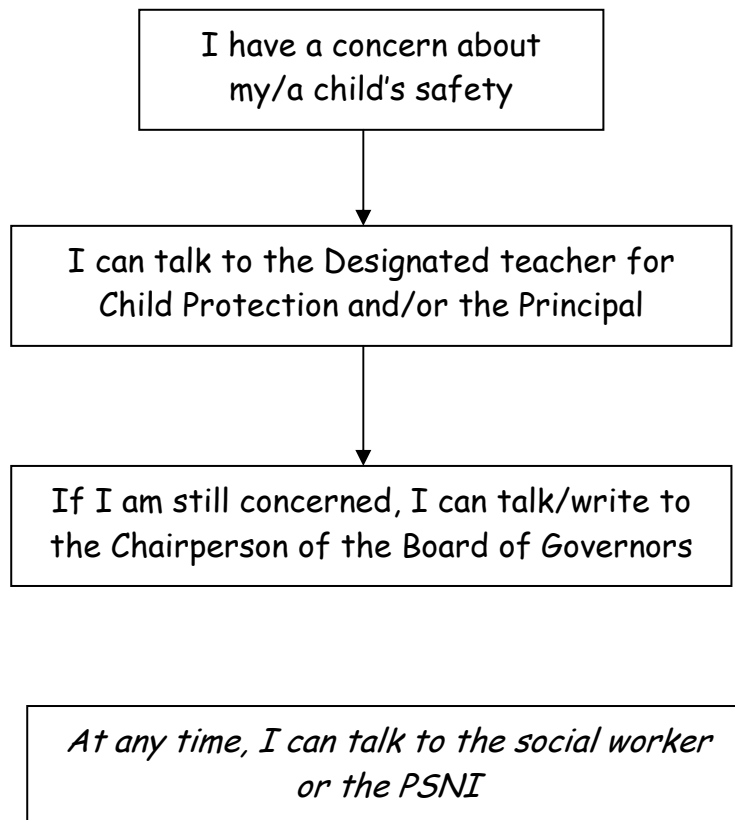 I have a concern about
my/a child's safety
I can talk to the Designated teacher for
Child Protection and/or the Principal
If I am still concerned, I can talk/write to
the Chairperson of the Board of Governors
At any time, I can talk to the social worker
or the PSNI